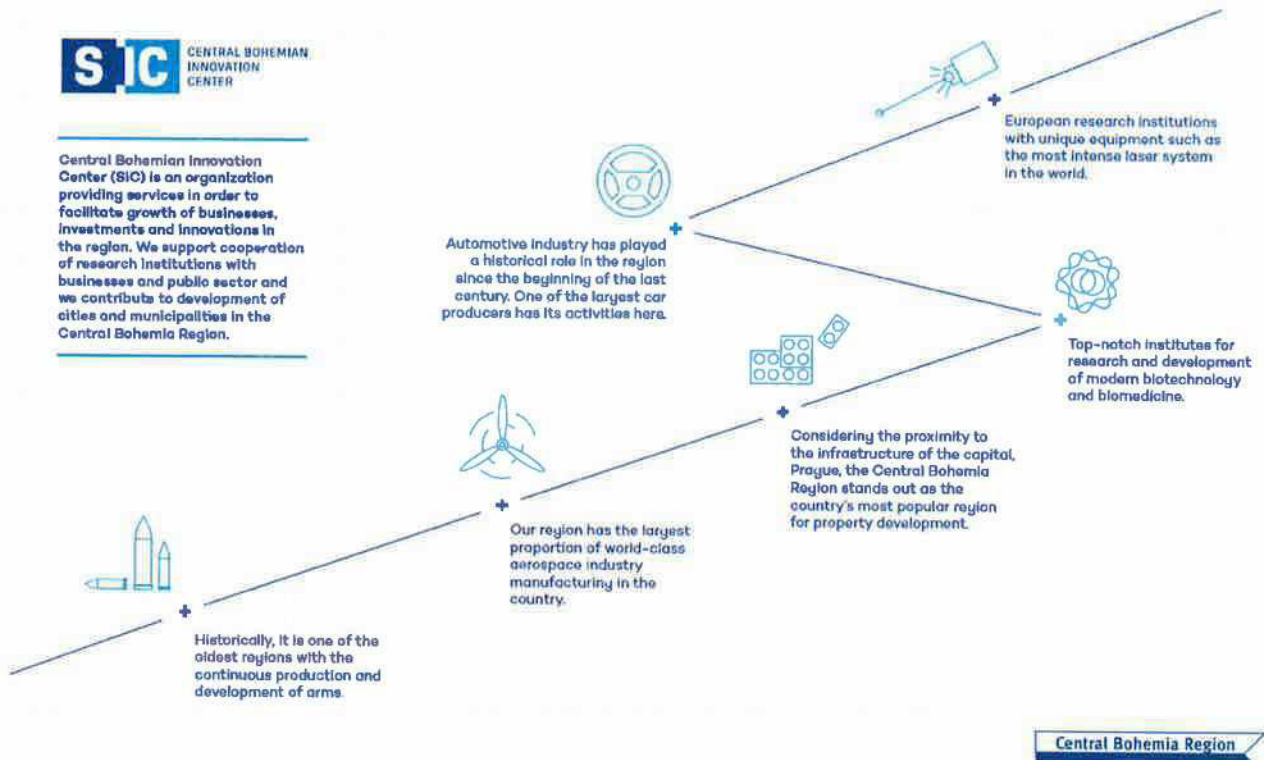 SIC
CENTRAL BOHEMIAN
INNOVATION
CENTER
Central Bohemian Innovation
Center (SIC) is an organization
providing services in order to
facilitate growth of businesses,
investments and innovations in
the region. We support cooperation
of research institutions with
businesses and public sector and
we contribute to development of
cities and municipalities in the
Central Bohemia Region.
European research institutions
with unique equipment such as
the most intense laser system
in the world.
Automotive industry has played
a historical role in the region
since the beginning of the last
century. One of the largest car
producers has its activities here.
Top-notch institutes for
research and development
of modern biotechnology
and biomedicine.
Considering the proximity to
the infrastructure of the capital,
Prague, the Central Bohemia
Region stands out as the
country's most popular region
for property development.
Our region has the largest
proportion of world-class
aerospace industry
manufacturing in the
country.
Historically, it is one of the
oldest regions with the
continuous production and
development of arms.
Central Bohemia Region